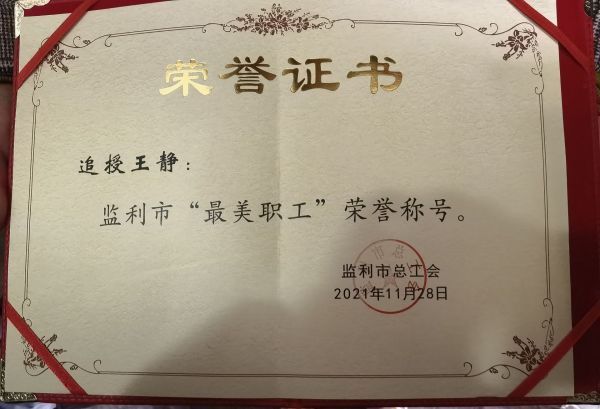 荣誉证书
追授王静：
监利市“最美职工”荣誉称号。
监利市总工会
2021年11月28日